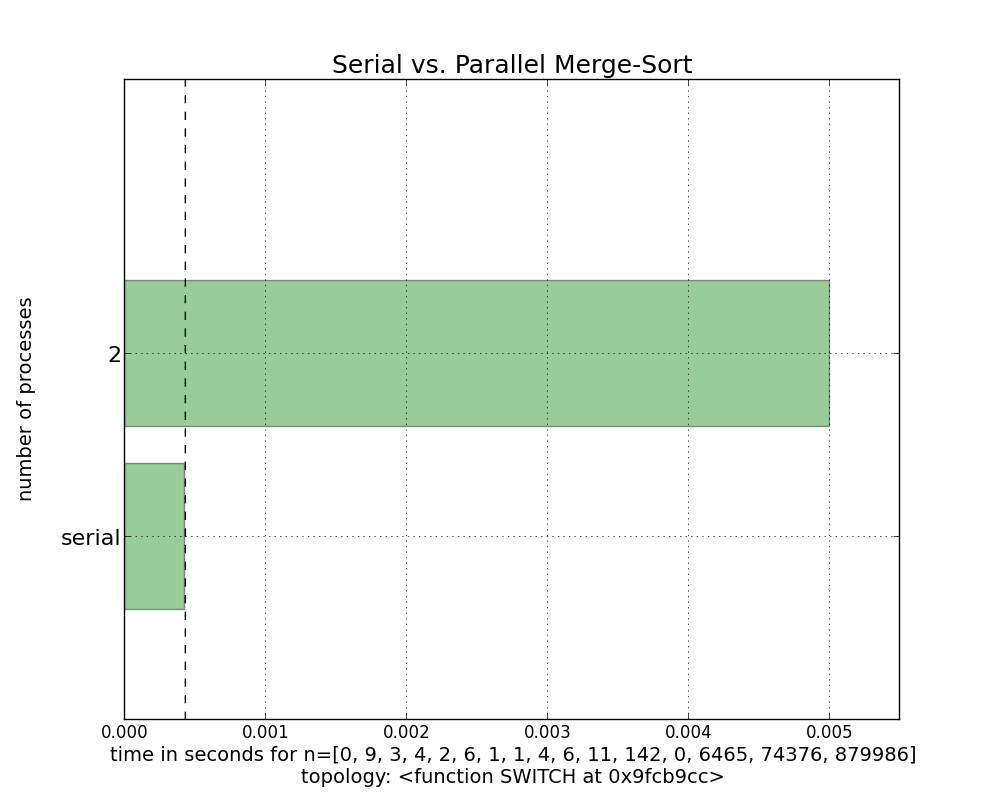 Serial vs. Parallel Merge-Sort
number of processes
2
serial
0.000 0.001 0.002 0.003 0.004 0.005
time in seconds for n=[0, 9, 3, 4, 2, 6, 1, 1, 4, 6, 11, 142, 0, 6465, 74376, 879986]
topology: <function SWITCH at 0x9fcb9cc>